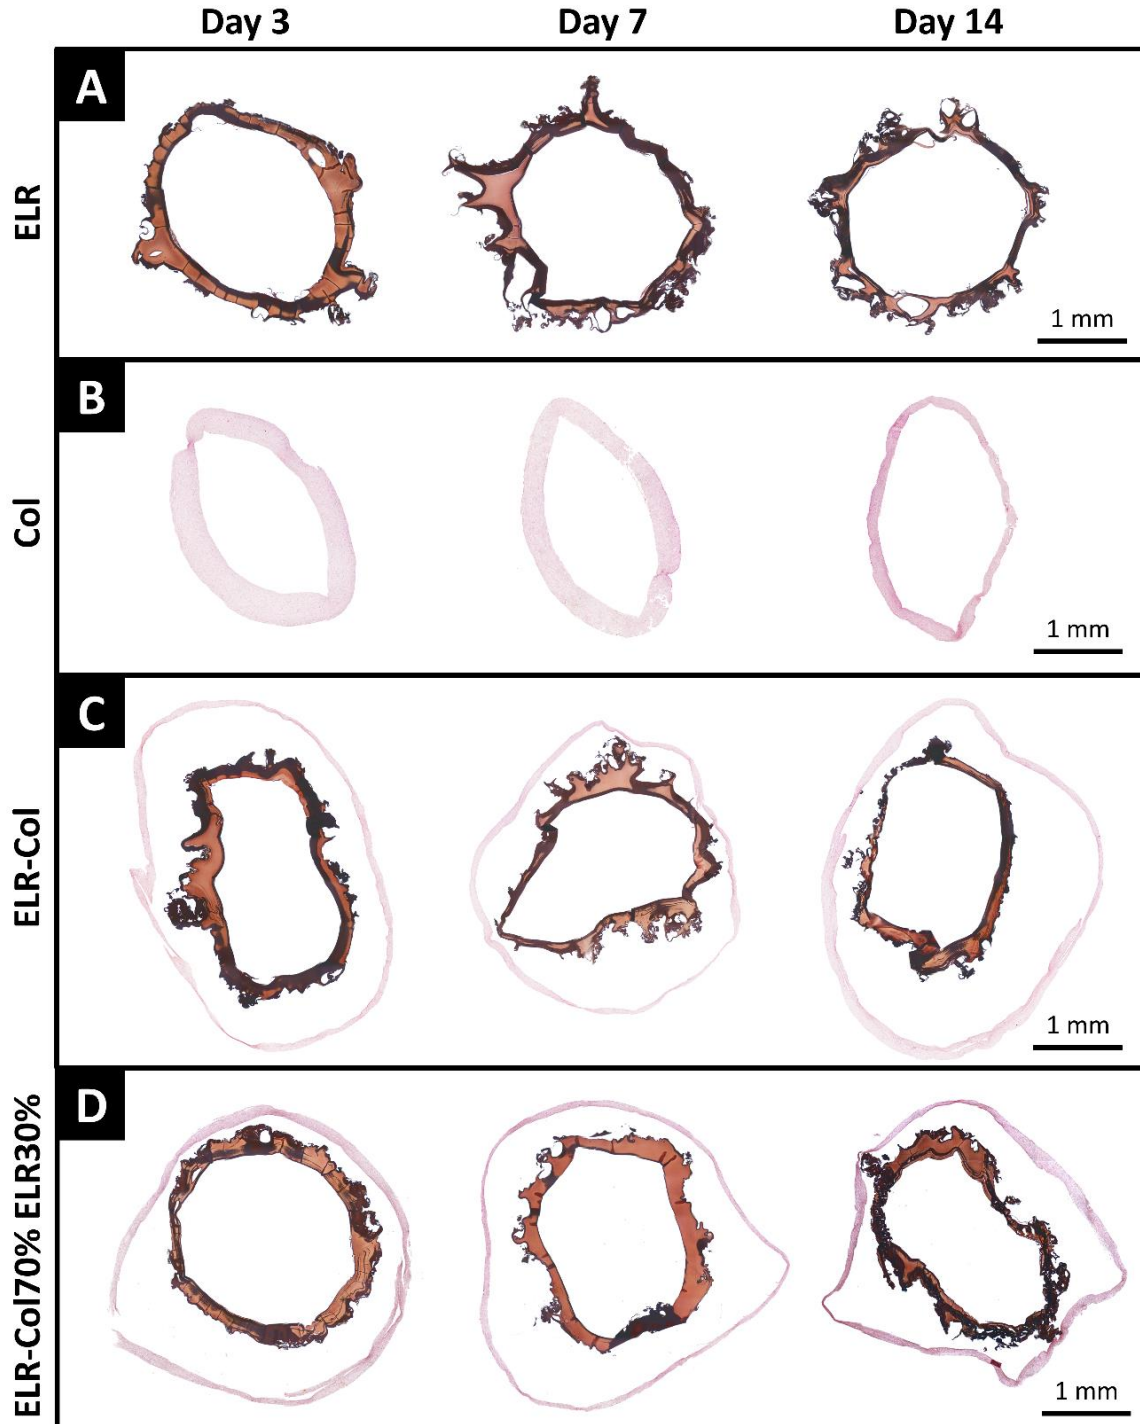 Day 3 Day 7 Day 14
A
ELR
1 mm
B
Col
1 mm
C
ELR-Col
1 mm
D
ELR-Col70% ELR30%
1 mm